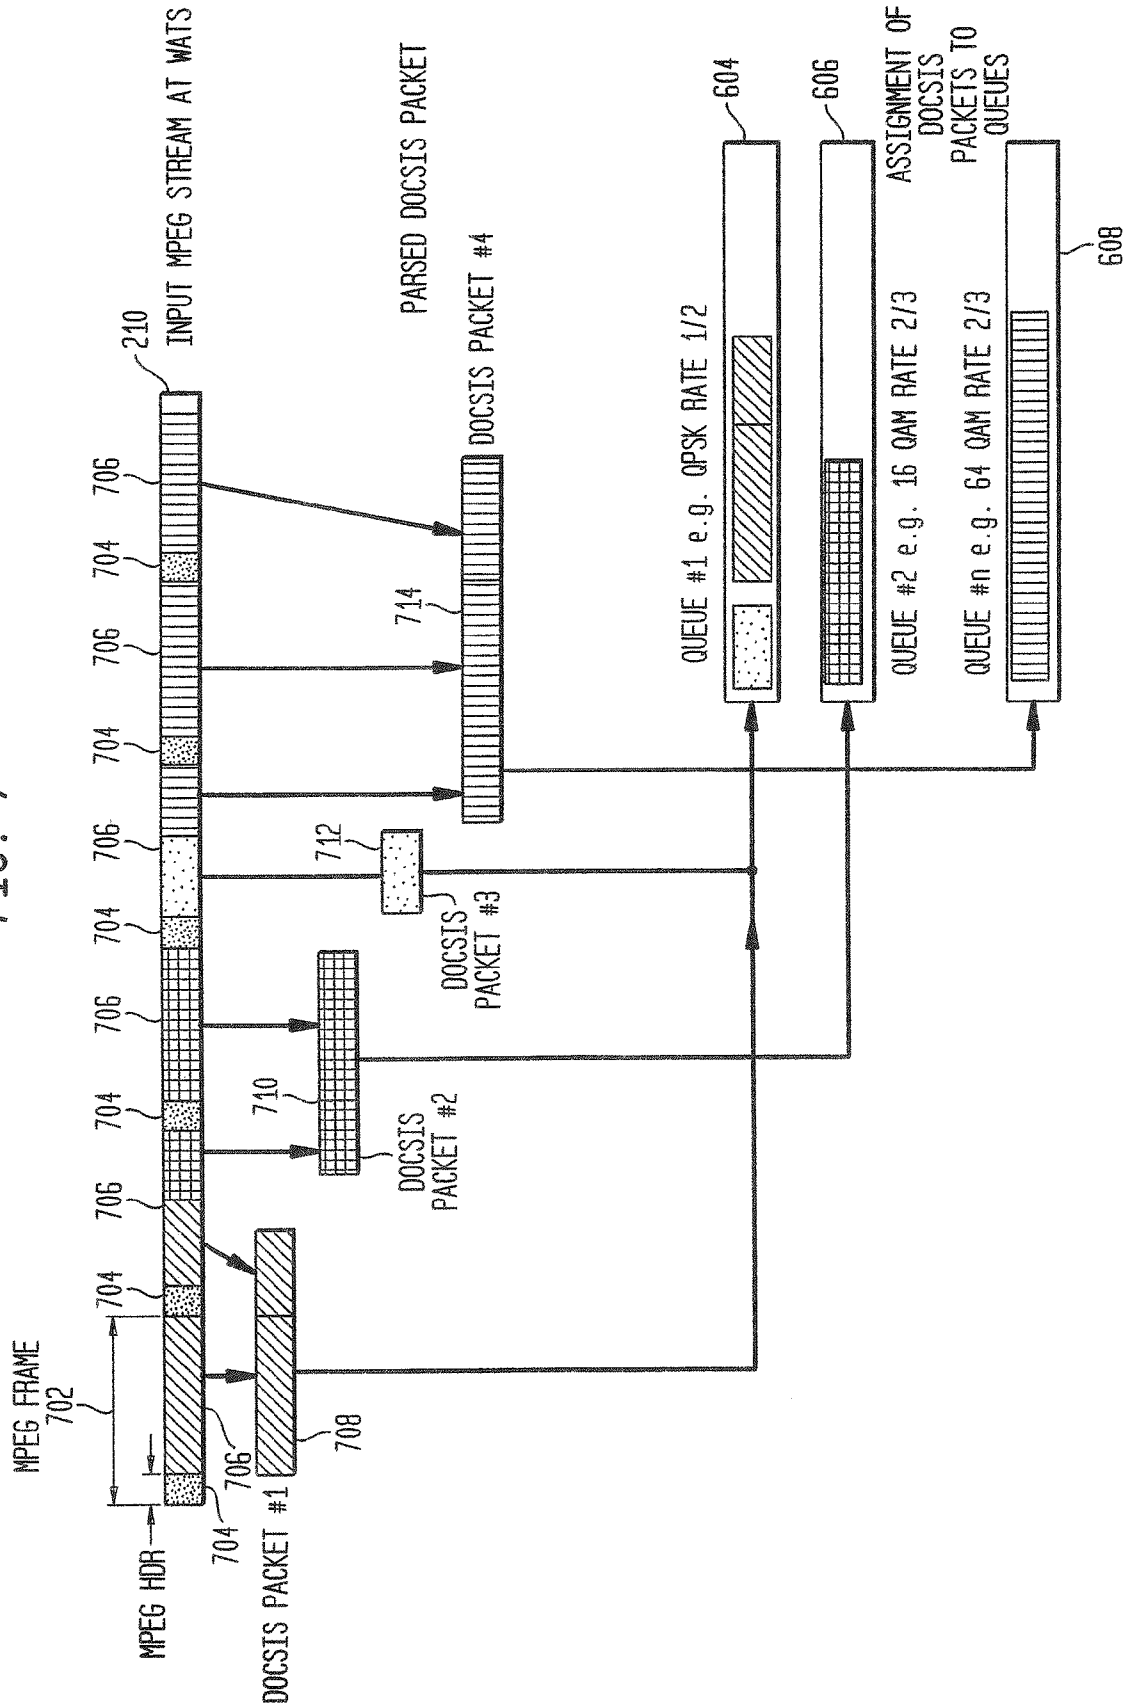 MPEG FRAME
702
MPEG HDR
704
706
704
706
704
706
704
706
704
706
704
706
210
INPUT MPEG STREAM AT WATS
DOCSIS PACKET #1
708
DOCSIS
PACKET #2
710
DOCSIS
PACKET #3
712
714
DOCSIS PACKET #4
PARSED DOCSIS PACKET
QUEUE #1 e.g. QPSK RATE 1/2
604
606
QUEUE #2 e.g. 16 QAM RATE 2/3
ASSIGNMENT OF
DOCSIS
PACKETS TO
QUEUES
QUEUE #n e.g. 64 QAM RATE 2/3
608